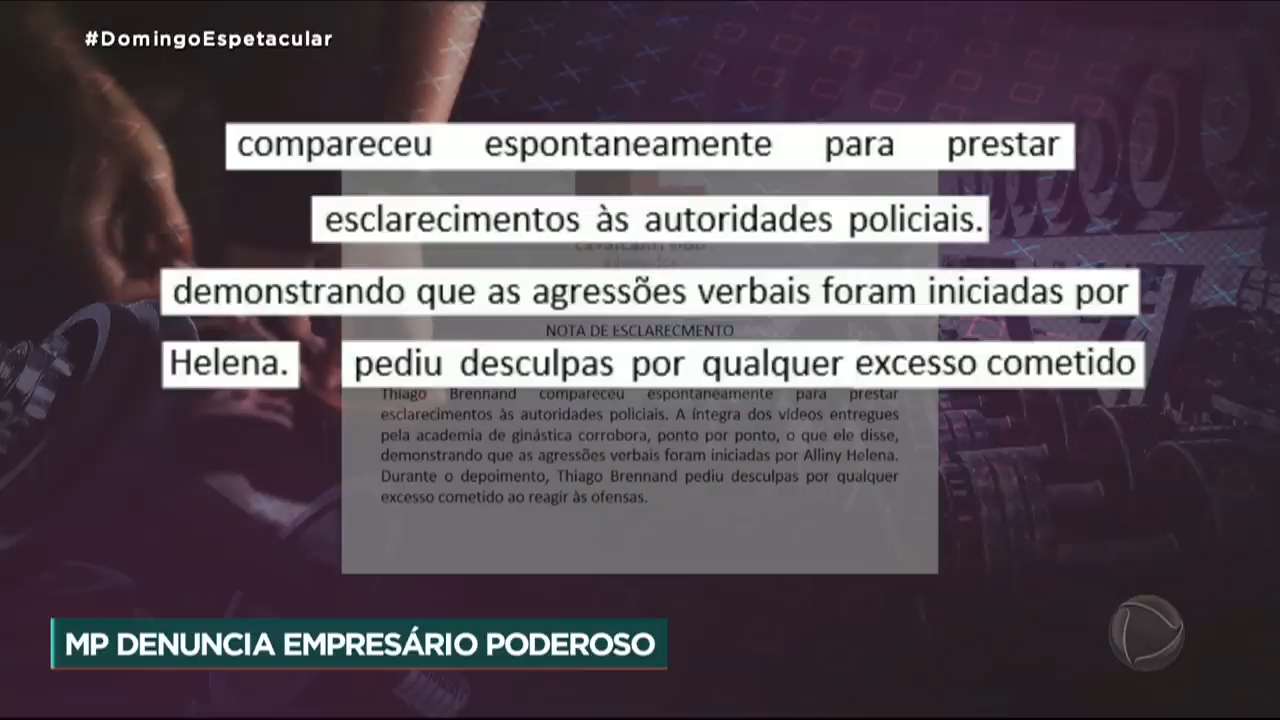 #DomingoEspetacular
compareceu espontaneamente para prestar
esclarecimentos às autoridades policiais.
demonstrando que as agressões verbais foram iniciadas por
NOTA DE ESCLARECMENTO
Helena. pediu desculpas por qualquer excesso cometido
Thiago Brennand compareceu espontaneamente para prestar
esclarecimentos às autoridades policiais. A íntegra dos vídeos entregues
pela academia de ginástica corrobora, ponto por ponto, o que ele disse,
demonstrando que as agressões verbais foram iniciadas por Alliny Helena.
Durante o depoimento, Thiago Brennand pediu desculpas por qualquer
excesso cometido ao reagir às ofensas.
MP DENUNCIA EMPRESÁRIO PODEROSO